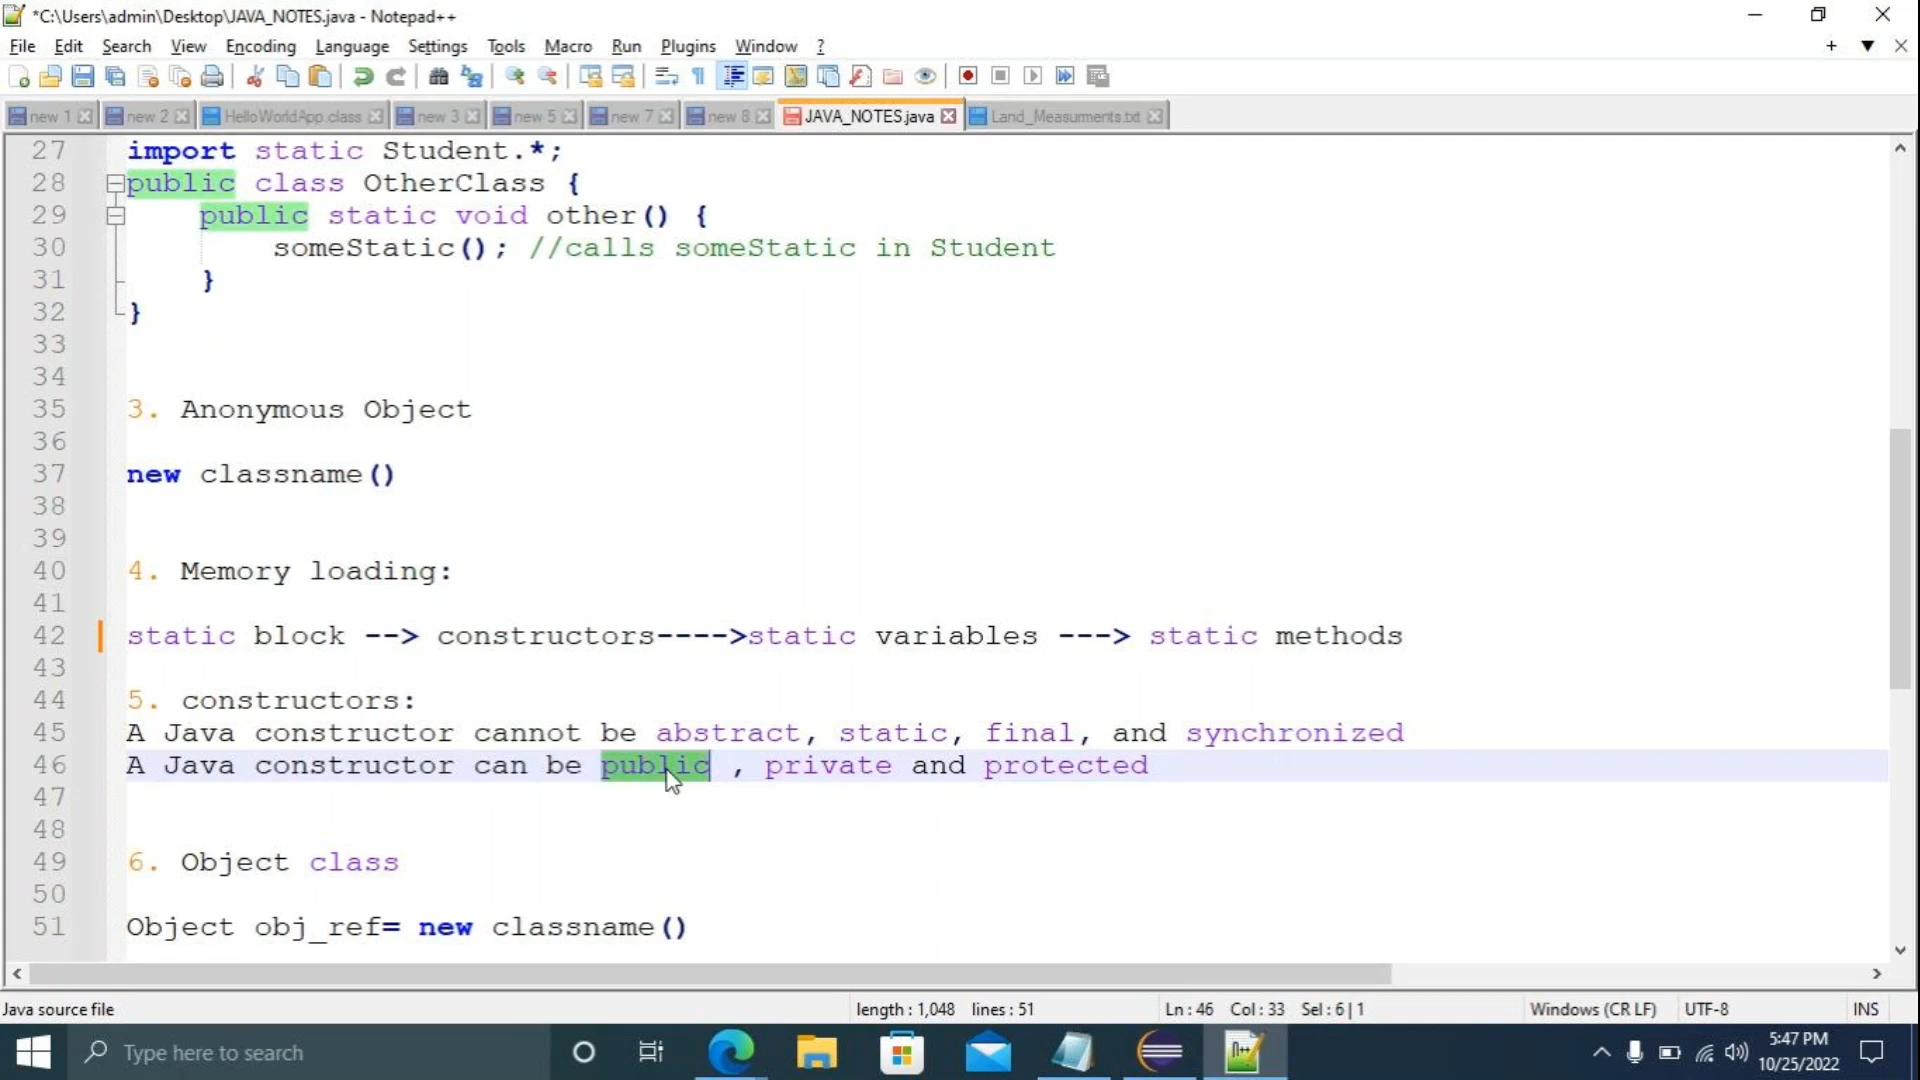 *C:\Users\admin\Desktop\JAVA_NOTES.java - Notepad++
File Edit Search View Encoding Language Settings Tools Macro Run Plugins Window ?
new 1 new 2 HelloWorldApp.class new 3 new 5 new 7 new 8 JAVA_NOTES.java Land_Measurments.txt
27 import static Student.*;
28 public class OtherClass {
29 public static void other() {
30 someStatic(); //calls someStatic in Student
31 }
32 }
33
34
35 3. Anonymous Object
36
37 new classname()
38
39
40 4. Memory loading:
41
42 static block --> constructors---->static variables ---> static methods
43
44 5. constructors:
45 A Java constructor cannot be abstract, static, final, and synchronized
46 A Java constructor can be public , private and protected
47
48
49 6. Object class
50
51 Object obj_ref= new classname()
Java source file length : 1,048 lines : 51 Ln : 46 Col : 33 Sel : 6 | 1 Windows (CR LF) UTF-8 INS
Type here to search
5:47 PM
10/25/2022